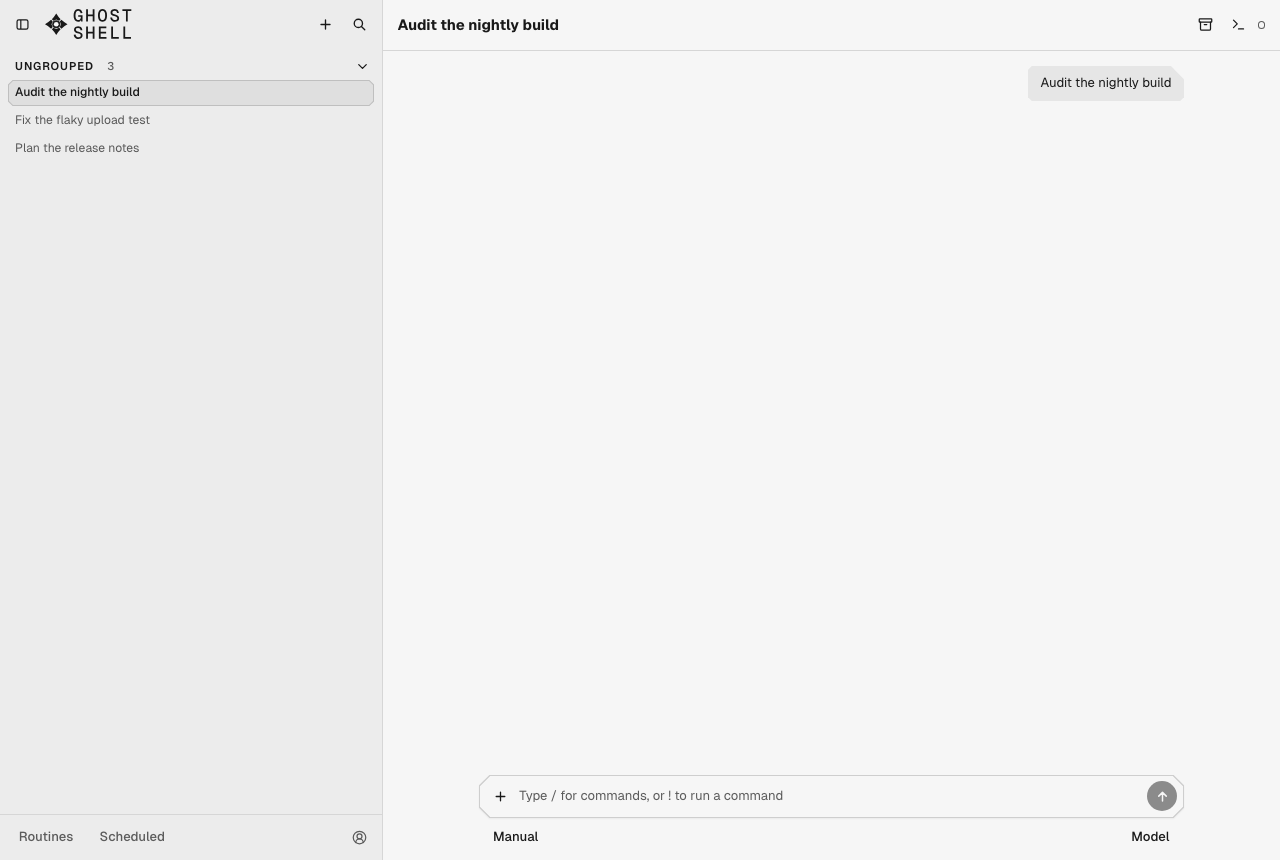 GHOST
SHELL
UNGROUPED 3
Audit the nightly build
Fix the flaky upload test
Plan the release notes
Routines Scheduled
Audit the nightly build
0
Audit the nightly build
Type / for commands, or ! to run a command
Manual Model